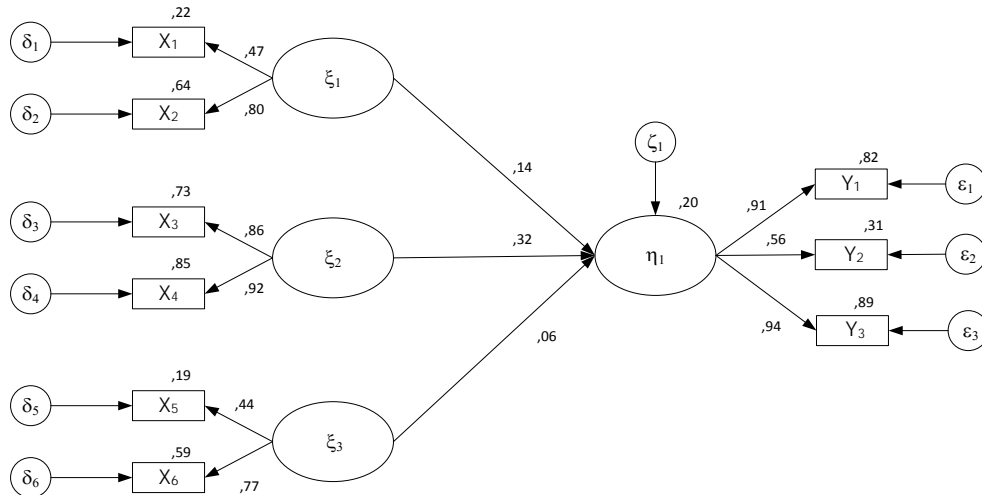 ,22
δ1 X1
,47 ξ1
,64
δ2 X2 ,80
ζ1
,14
,82
Y1 ε1
,73
δ3 X3 ,86
,20
,91
,32 η1
,31
,56 Y2 ε2
ξ2
,85
δ4 X4 ,92
,89
,94 Y3 ε3
,06
,19
δ5 X5 ,44
ξ3
,59
δ6 X6 ,77